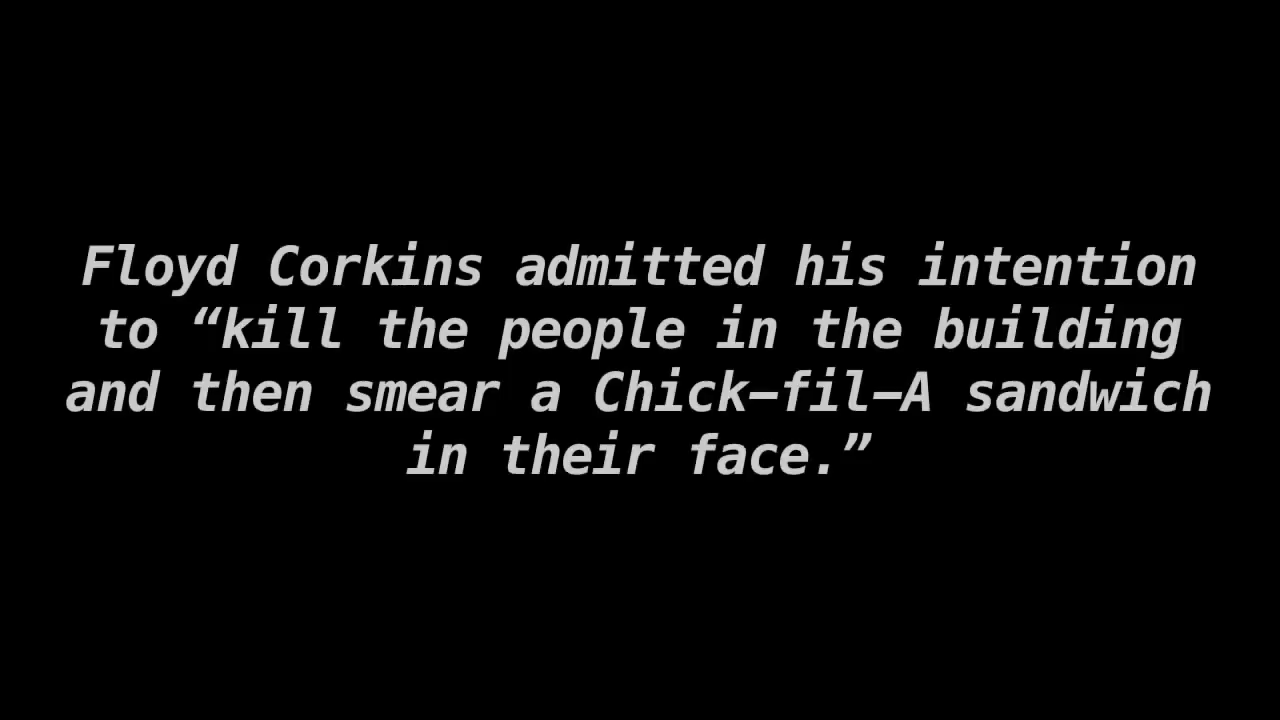 Floyd Corkins admitted his intention
to “kill the people in the building
and then smear a Chick–fil–A sandwich
in their face.”